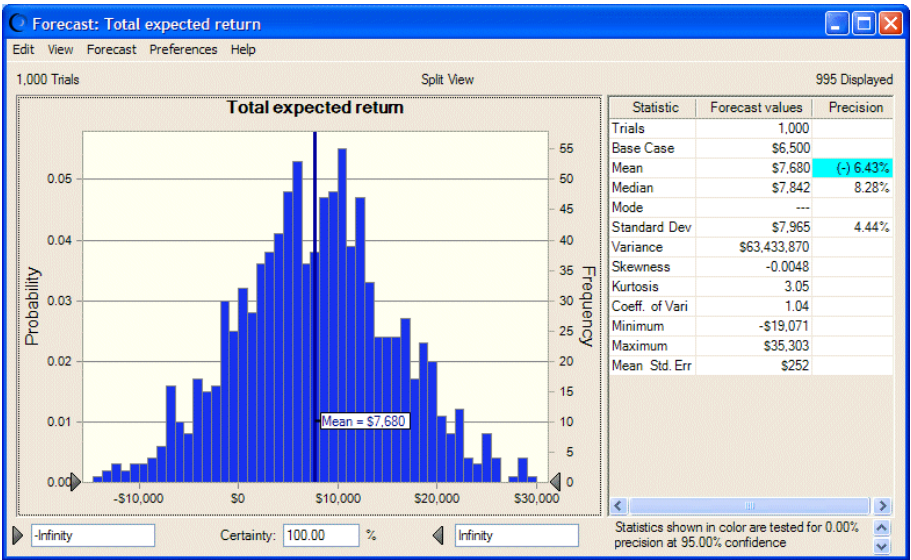 Forecast: Total expected return
Edit View Forecast Preferences Help
1,000 Trials Split View 995 Displayed
Total expected return
Probability
0.05
0.04
0.03
0.02
0.01
0.00
Mean = $7,680
55
50
45
40
35
30
25
20
15
10
5
0
Frequency
-$10,000 $0 $10,000 $20,000 $30,000
Statistic Forecast values Precision
Trials 1,000
Base Case $6,500
Mean $7,680 (-) 6.43%
Median $7,842 8.28%
Mode ---
Standard Dev $7,965 4.44%
Variance $63,433,870
Skewness -0.0048
Kurtosis 3.05
Coeff. of Vari 1.04
Minimum -$19,071
Maximum $35,303
Mean Std. Err $252
-Infinity Certainty: 100.00 % Infinity
Statistics shown in color are tested for 0.00%
precision at 95.00% confidence